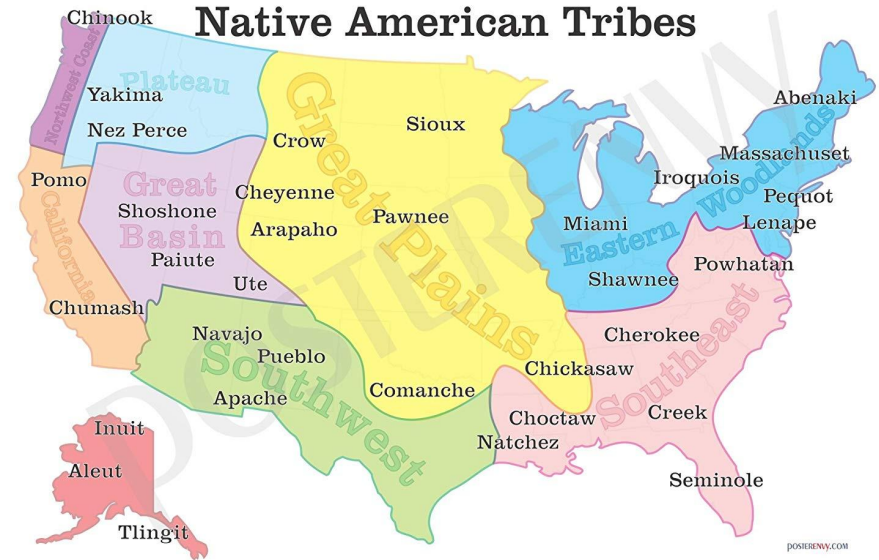 Native American Tribes
Chinook
Northwest Coast
Plateau
Yakima
Nez Perce
Great
Basin
Shoshone
Paiute
Ute
Pomo
California
Chumash
Great Plains
Crow
Sioux
Cheyenne
Arapaho
Pawnee
Comanche
Southwest
Navajo
Pueblo
Apache
Eastern Woodlands
Abenaki
Massachuset
Iroquois
Pequot
Lenape
Miami
Shawnee
Southeast
Powhatan
Cherokee
Chickasaw
Choctaw
Creek
Natchez
Seminole
Inuit
Aleut
Tlingit
POSTERENVY
POSTERENVY.COM